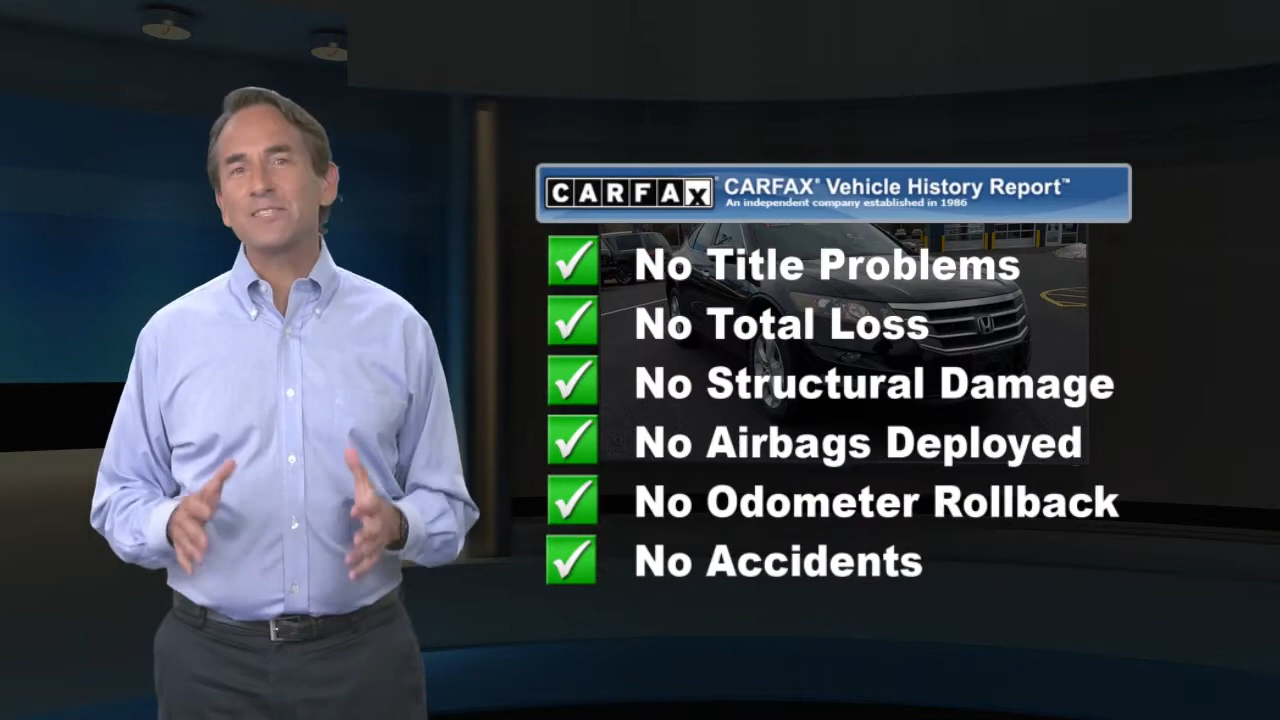 CARFAX® CARFAX® Vehicle History Report™
An independent company established in 1986
No Title Problems
No Total Loss
No Structural Damage
No Airbags Deployed
No Odometer Rollback
No Accidents